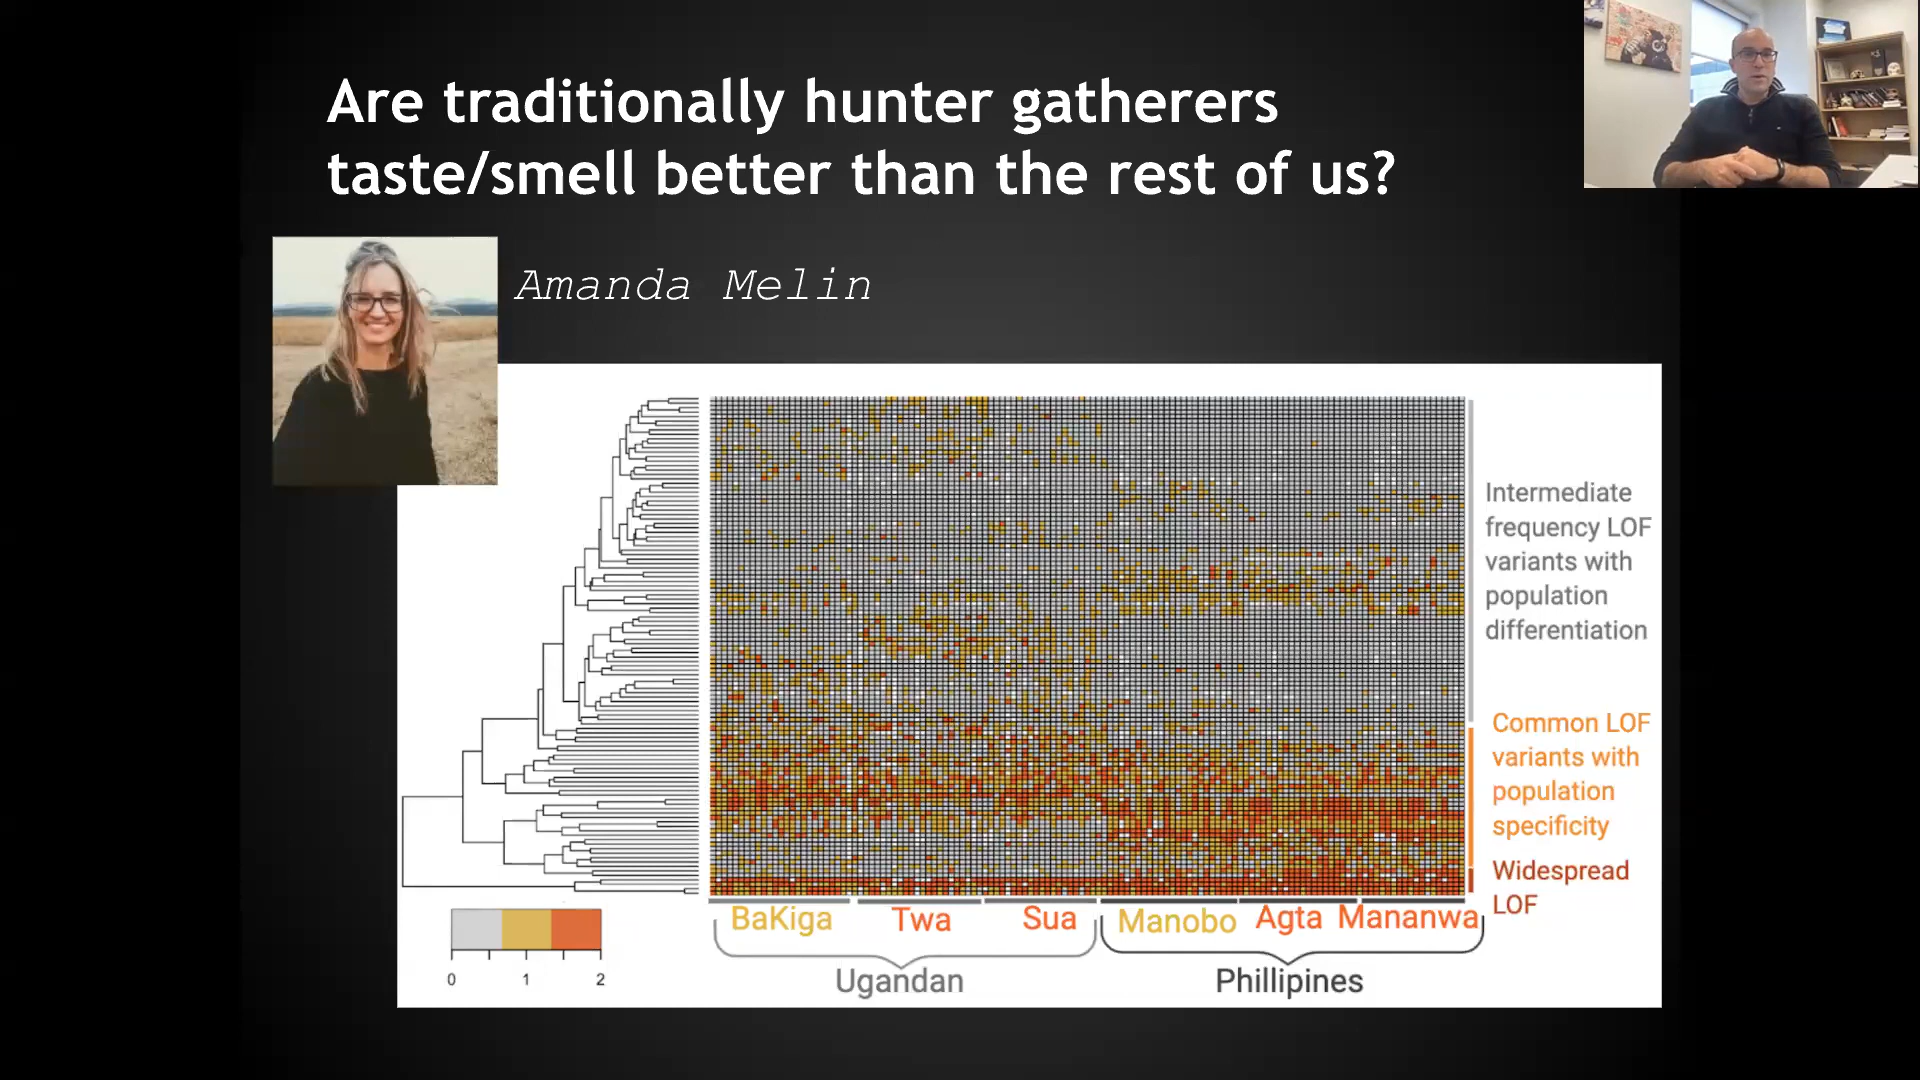 Are traditionally hunter gatherers
taste/smell better than the rest of us?
Amanda Melin
Intermediate
frequency LOF
variants with
population
differentiation
Common LOF
variants with
population
specificity
Widespread
LOF
BaKiga Twa Sua Manobo Agta Mananwa
Ugandan Phillipines
0 1 2